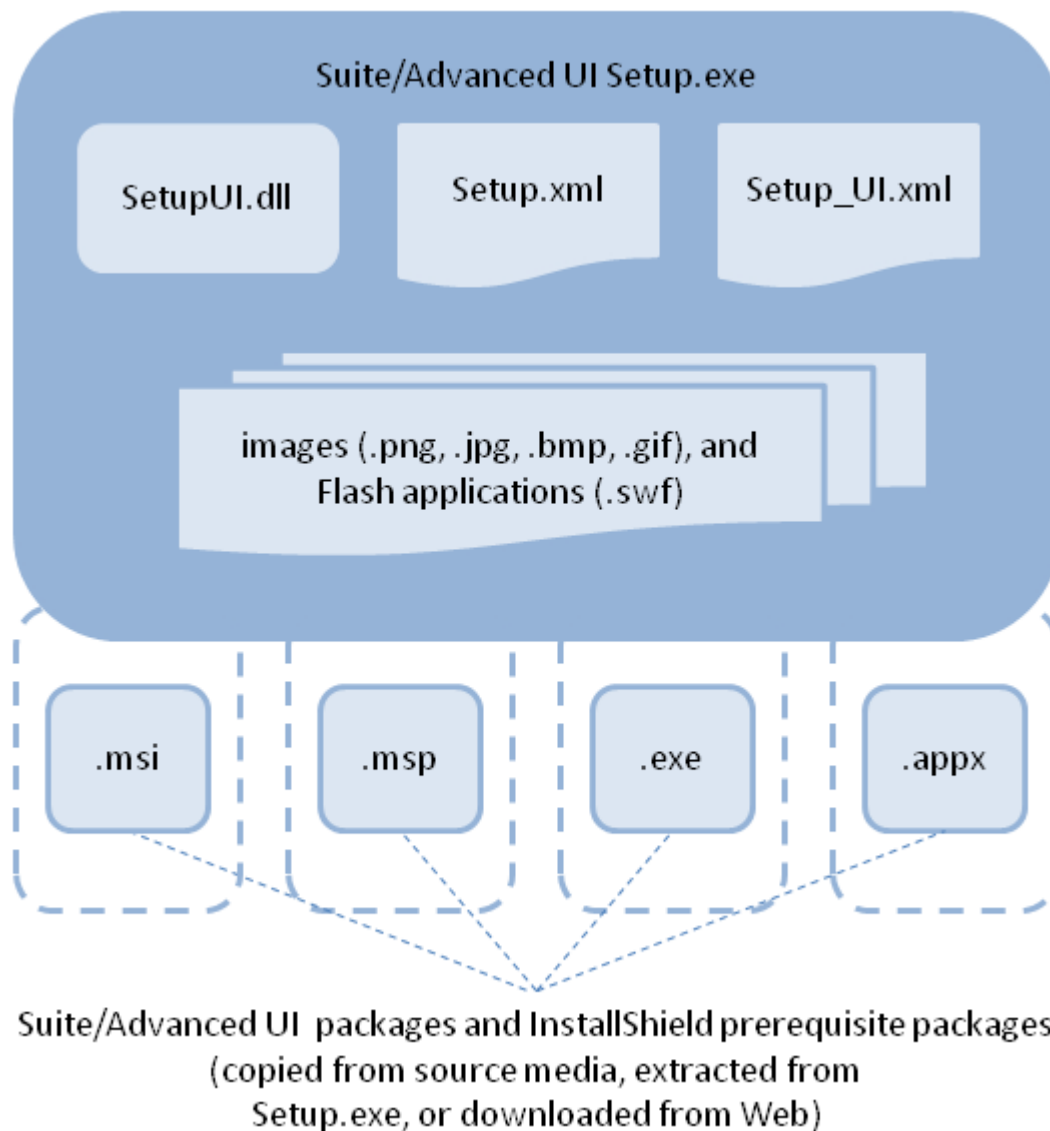 Suite/Advanced UI Setup.exe
SetupUI.dll
Setup.xml
Setup_UI.xml
images (.png, .jpg, .bmp, .gif), and
Flash applications (.swf)
.msi
.msp
.exe
.appx
Suite/Advanced UI packages and InstallShield prerequisite packages
(copied from source media, extracted from
Setup.exe, or downloaded from Web)